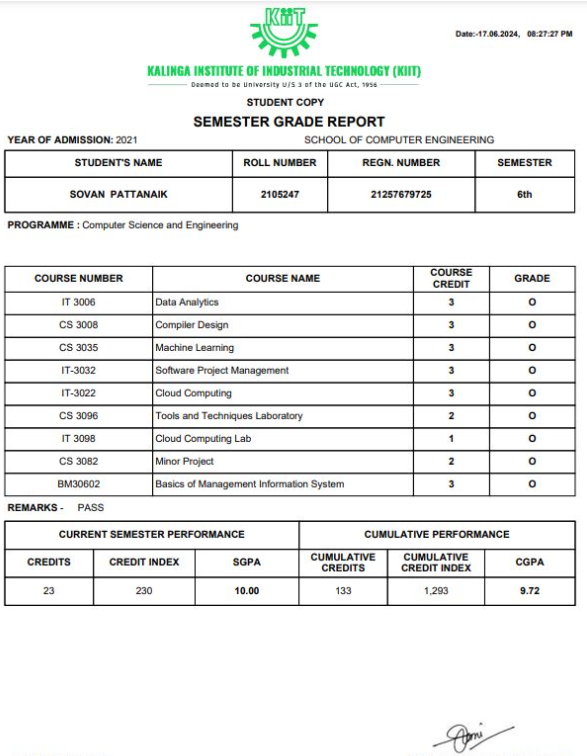 KiiT
Date:-17.06.2024, 08:27:27 PM
KALINGA INSTITUTE OF INDUSTRIAL TECHNOLOGY (KIIT)
Deemed to be University U/S 3 of the UGC Act, 1956
STUDENT COPY
SEMESTER GRADE REPORT
YEAR OF ADMISSION: 2021 SCHOOL OF COMPUTER ENGINEERING
STUDENT'S NAME ROLL NUMBER REGN. NUMBER SEMESTER
SOVAN PATTANAIK 2105247 21257679725 6th
PROGRAMME : Computer Science and Engineering
COURSE NUMBER COURSE NAME COURSE CREDIT GRADE
IT 3006 Data Analytics 3 O
CS 3008 Compiler Design 3 O
CS 3035 Machine Learning 3 O
IT-3032 Software Project Management 3 O
IT-3022 Cloud Computing 3 O
CS 3096 Tools and Techniques Laboratory 2 O
IT 3098 Cloud Computing Lab 1 O
CS 3082 Minor Project 2 O
BM30602 Basics of Management Information System 3 O
REMARKS - PASS
CURRENT SEMESTER PERFORMANCE CUMULATIVE PERFORMANCE
CREDITS CREDIT INDEX SGPA CUMULATIVE CREDITS CUMULATIVE CREDIT INDEX CGPA
23 230 10.00 133 1,293 9.72